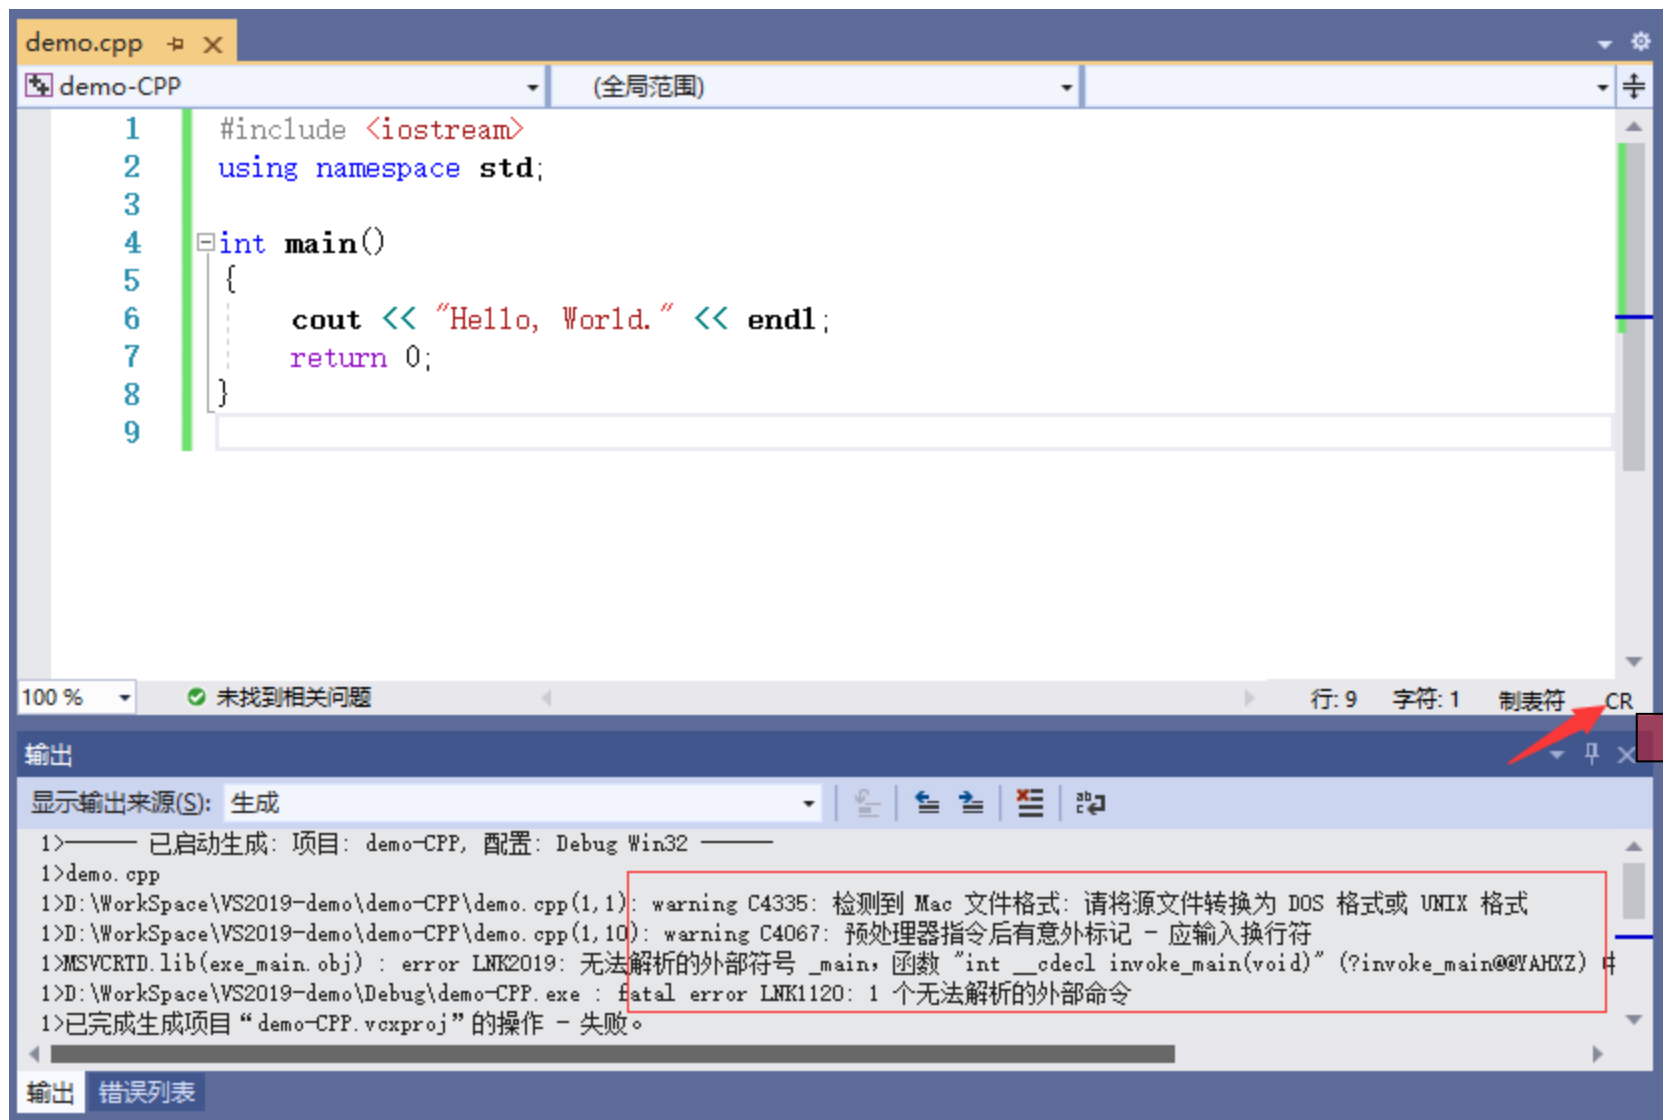 demo.cpp
demo-CPP (全局范围)
1 #include <iostream>
2 using namespace std;
3
4 int main()
5 {
6 cout << "Hello, World." << endl;
7 return 0;
8 }
9
100 % 未找到相关问题 行: 9 字符: 1 制表符 CR
输出
显示输出来源(S): 生成
1>------ 已启动生成: 项目: demo-CPP, 配置: Debug Win32 ------
1>demo.cpp
1>D:\WorkSpace\VS2019-demo\demo-CPP\demo.cpp(1,1): warning C4335: 检测到 Mac 文件格式: 请将源文件转换为 DOS 格式或 UNIX 格式
1>D:\WorkSpace\VS2019-demo\demo-CPP\demo.cpp(1,10): warning C4067: 预处理器指令后有意外标记 - 应输入换行符
1>MSVCRTD.lib(exe_main.obj) : error LNK2019: 无法解析的外部符号 _main，函数 "int __cdecl invoke_main(void)" (?invoke_main@@YAHXZ)
1>D:\WorkSpace\VS2019-demo\Debug\demo-CPP.exe : fatal error LNK1120: 1 个无法解析的外部命令
1>已完成生成项目“demo-CPP.vcxproj”的操作 - 失败。
输出 错误列表